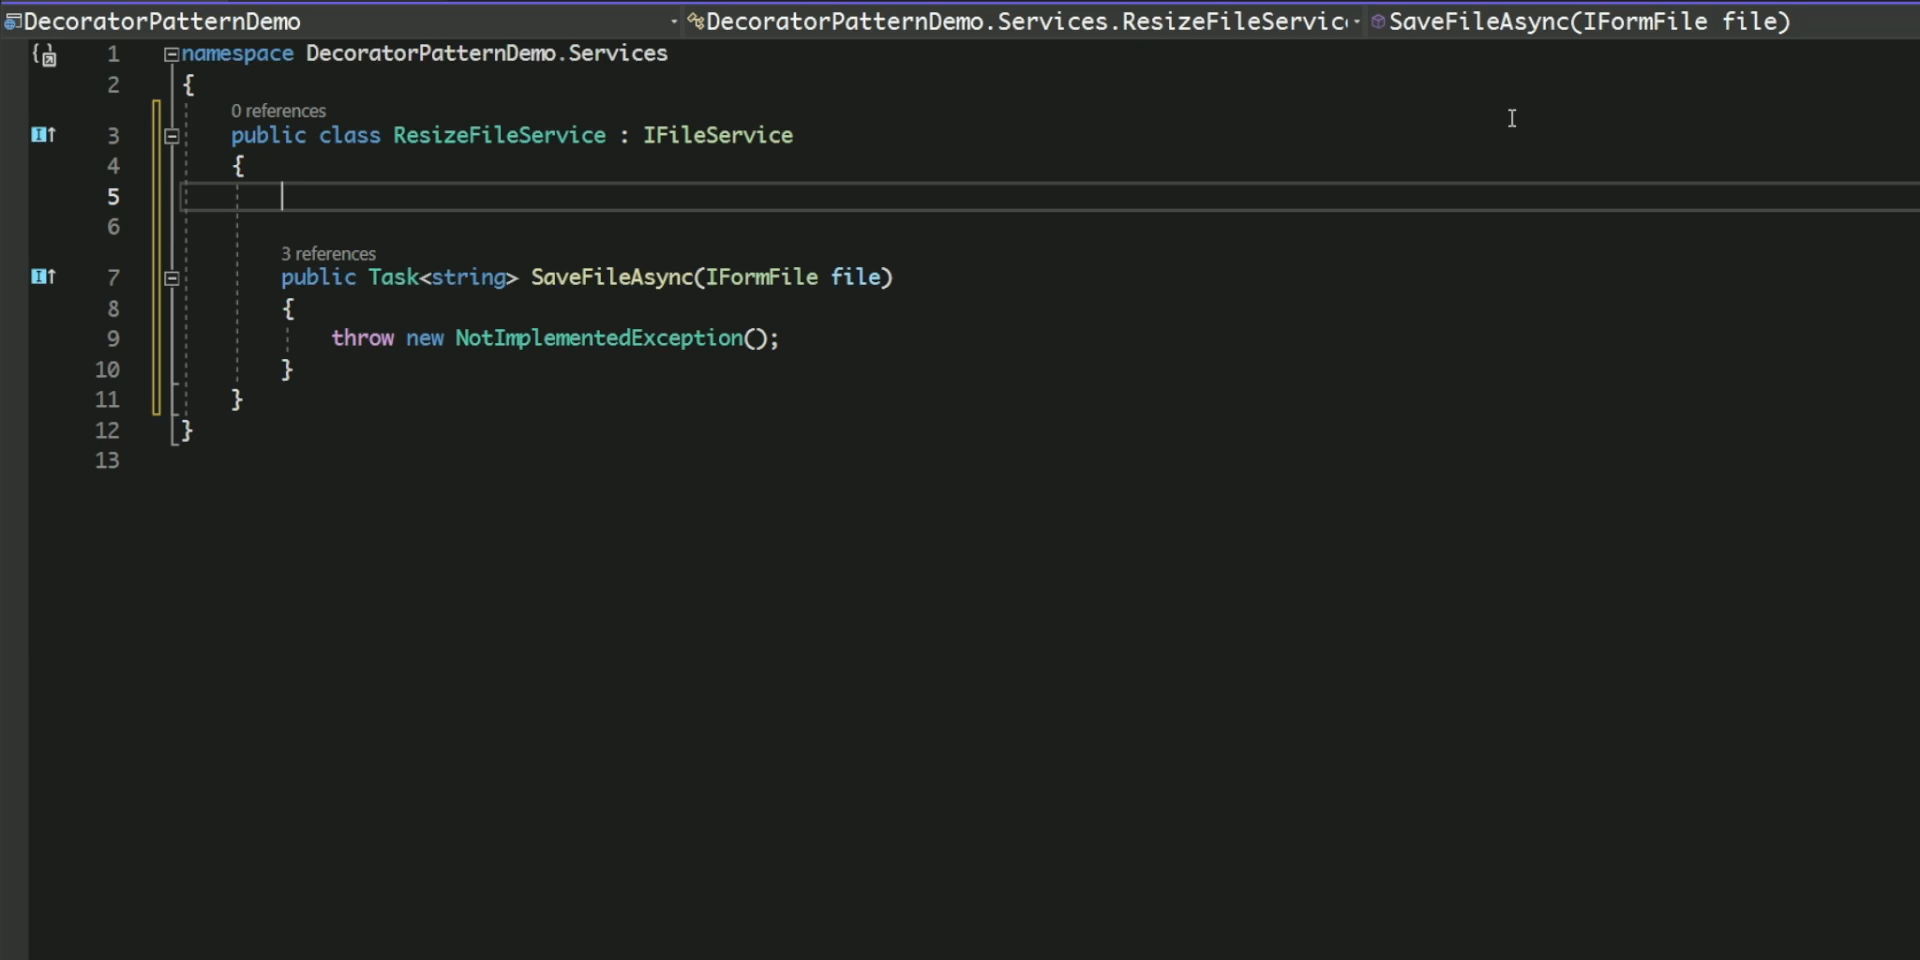 DecoratorPatternDemo DecoratorPatternDemo.Services.ResizeFileServic SaveFileAsync(IFormFile file)
1 namespace DecoratorPatternDemo.Services
2 {
0 references
3 public class ResizeFileService : IFileService
4 {
5
6
3 references
7 public Task<string> SaveFileAsync(IFormFile file)
8 {
9 throw new NotImplementedException();
10 }
11 }
12 }
13